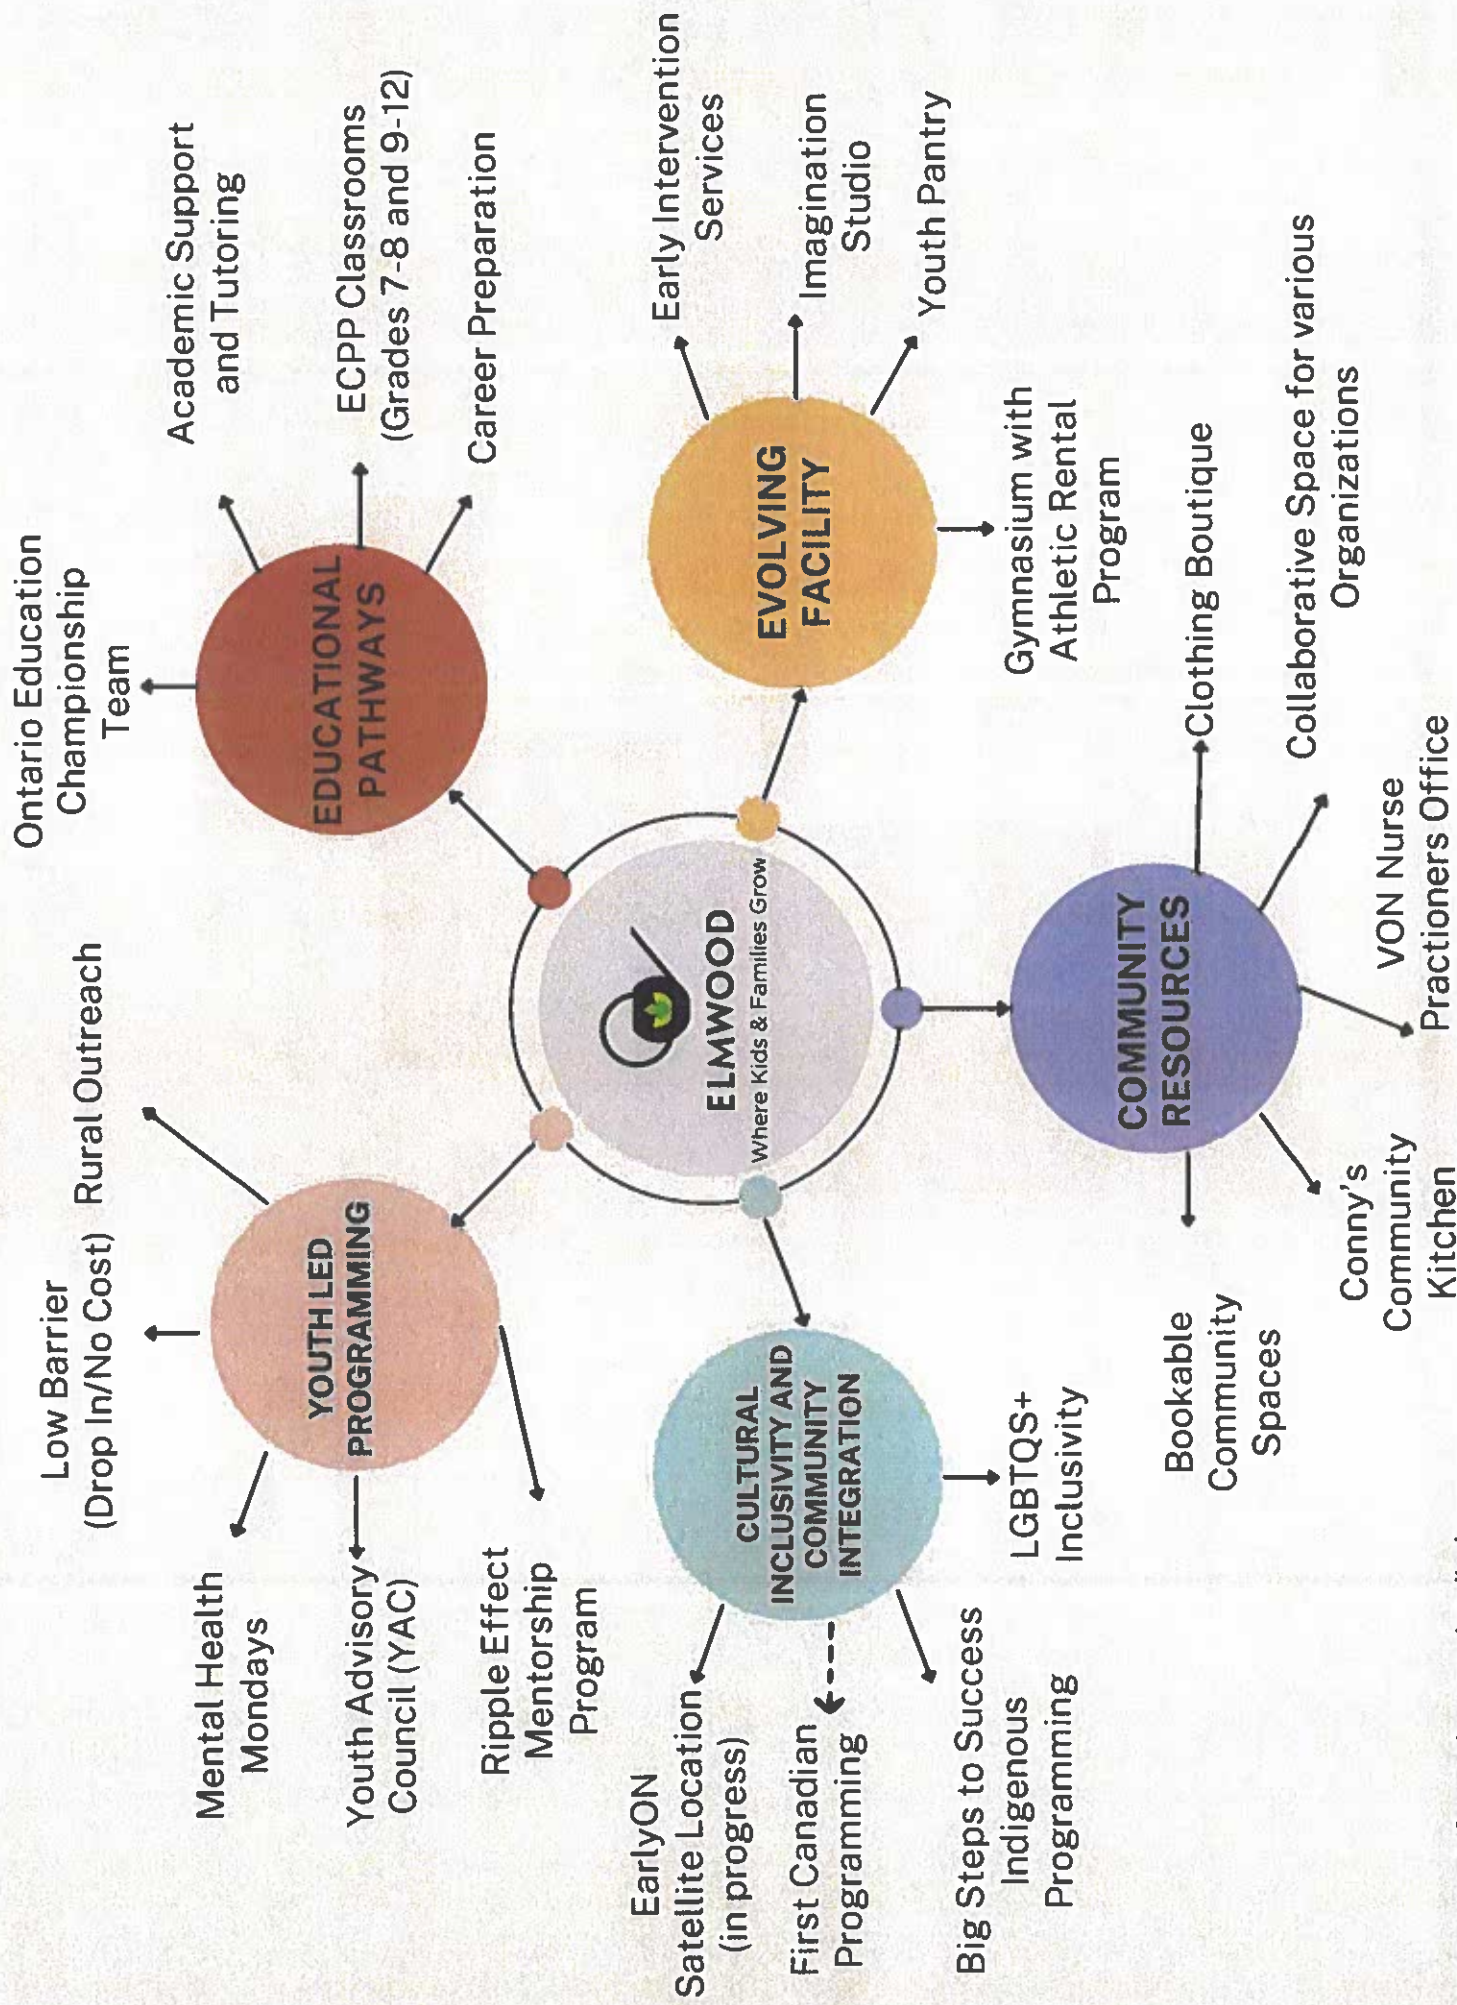 Low Barrier
(Drop In/No Cost)
Rural Outreach
Mental Health
Mondays
Youth Advisory
Council (YAC)
Ripple Effect
Mentorship
Program
YOUTH LED
PROGRAMMING
Ontario Education
Championship
Team
Academic Support
and Tutoring
ECPP Classrooms
(Grades 7-8 and 9-12)
Career Preparation
EDUCATIONAL
PATHWAYS
ELMWOOD
Where Kids & Families Grow
EarlyON
Satellite Location
(in progress)
First Canadian
Programming
Big Steps to Success
Indigenous
Programming
LGBTQS+
Inclusivity
CULTURAL
INCLUSIVITY AND
COMMUNITY
INTEGRATION
EVOLVING
FACILITY
Early Intervention
Services
Imagination
Studio
Youth Pantry
Gymnasium with
Athletic Rental
Program
COMMUNITY
RESOURCES
Bookable
Community
Spaces
Conny's
Community
Kitchen
VON Nurse
Practioners Office
Collaborative Space for various
Organizations
Clothing Boutique